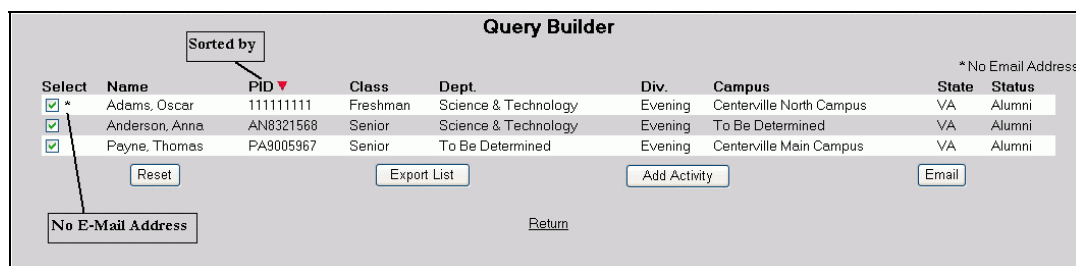 Query Builder
Sorted by
*No Email Address
Select Name PID Class Dept. Div. Campus State Status
* Adams, Oscar 111111111 Freshman Science & Technology Evening Centerville North Campus VA Alumni
Anderson, Anna AN8321568 Senior Science & Technology Evening To Be Determined VA Alumni
Payne, Thomas PA9005967 Senior To Be Determined Evening Centerville Main Campus VA Alumni
Reset Export List Add Activity Email
No E-Mail Address
Return